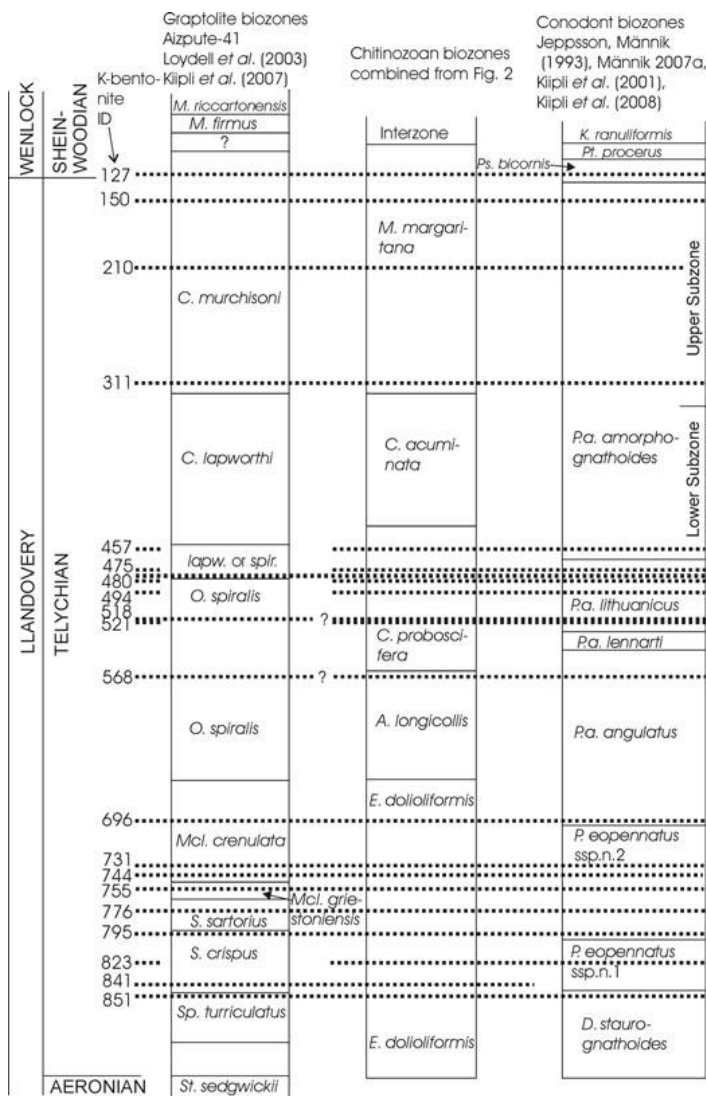 Graptolite biozones
Aizpute-41
Loydell et al. (2003)
Kiipli et al. (2007)
Chitinozoan biozones
combined from Fig. 2
Conodont biozones
Jeppsson, Männik
(1993), Männik 2007a,
Kiipli et al. (2001),
Kiipli et al. (2008)
K-bento-
nite
ID
WENLOCK
SHEIN-
WOODIAN
LLANDOVERY
TELYCHIAN
AERONIAN
127
150
210
311
457
475
480
494
518
521
568
696
731
744
755
776
795
823
841
851
M. riccartonensis
M. firmus
?
C. murchisoni
C. lapworthi
lapw. or spir.
O. spiralis
?
?
O. spiralis
Mcl. crenulata
Mcl. grie-
stoniensis
S. sartorius
S. crispus
Sp. turriculatus
St. sedgwickii
Interzone
M. margari-
tana
C. acumi-
nata
C. probosci-
fera
A. longicollis
E. dolioliformis
E. dolioliformis
K. ranuliformis
Pt. procerus
Ps. bicornis
Upper Subzone
Lower Subzone
P.a. amorpho-
gnathoides
P.a. lithuanicus
P.a. lennarti
P.a. angulatus
P. eopennatus
ssp.n.2
P. eopennatus
ssp.n.1
D. stauro-
gnathoides